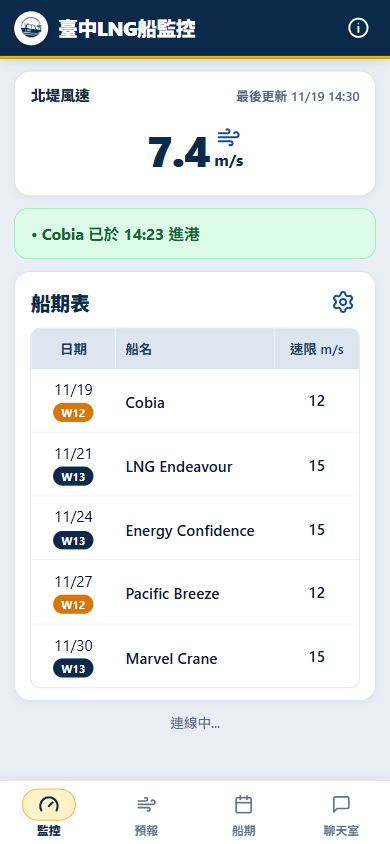 臺中LNG船監控
北堤風速
最後更新 11/19 14:30
7.4 m/s
• Cobia 已於 14:23 進港
船期表
日期 船名 速限 m/s
11/19 Cobia 12
W12
11/21 LNG Endeavour 15
W13
11/24 Energy Confidence 15
W13
11/27 Pacific Breeze 12
W12
11/30 Marvel Crane 15
W13
連線中...
監控 預報 船期 聊天室